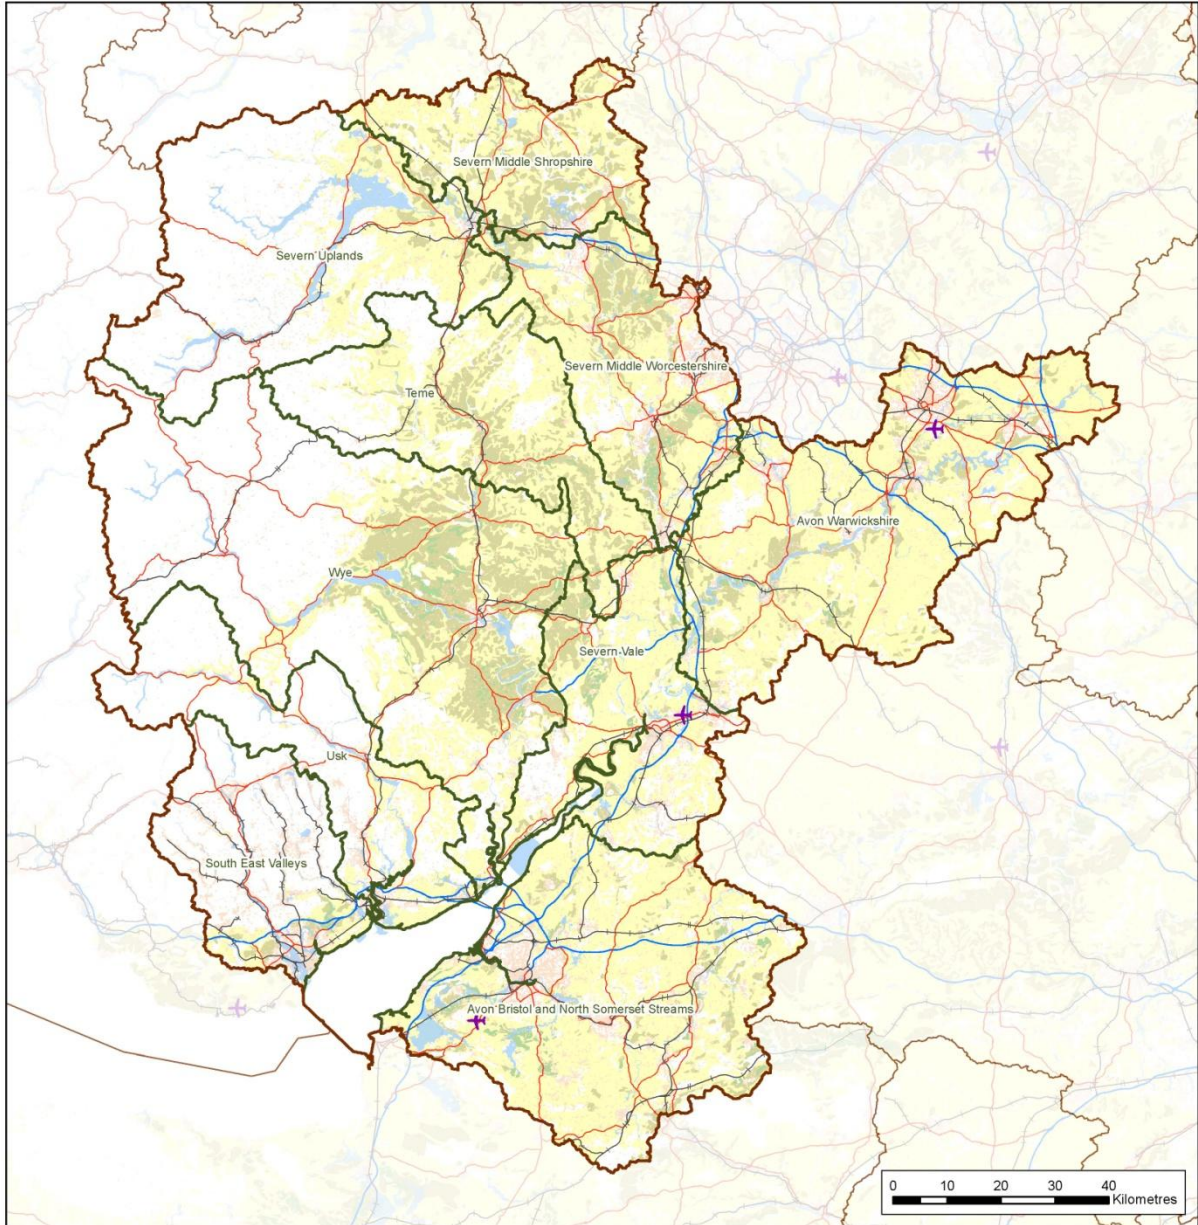 Severn Middle Shropshire
Severn Uplands
Severn Middle Worcestershire
Teme
Avon Warwickshire
Wye
Severn Vale
Usk
South East Valleys
Avon Bristol and North Somerset Streams
0 10 20 30 40
Kilometres